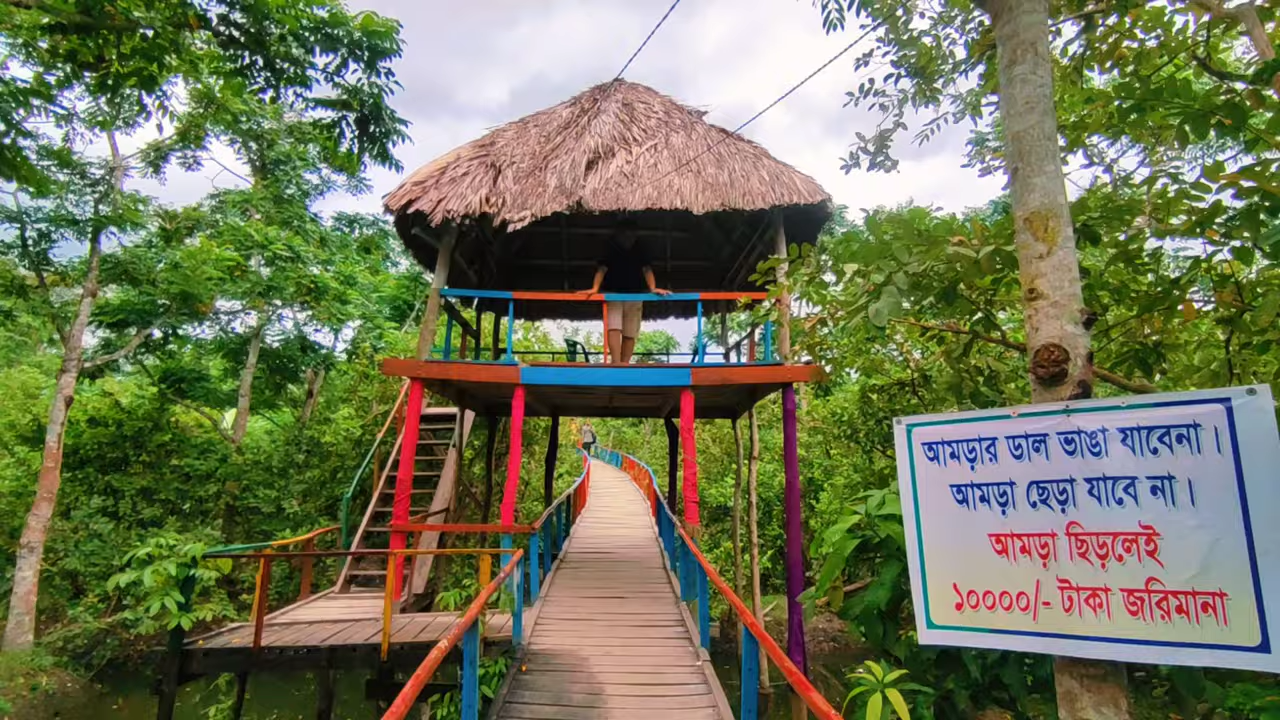 আমড়ার ডাল ভাঙা যাবেনা।
আমড়া ছেড়া যাবে না।
আমড়া ছিড়লেই
১০০০০/- টাকা জরিমানা